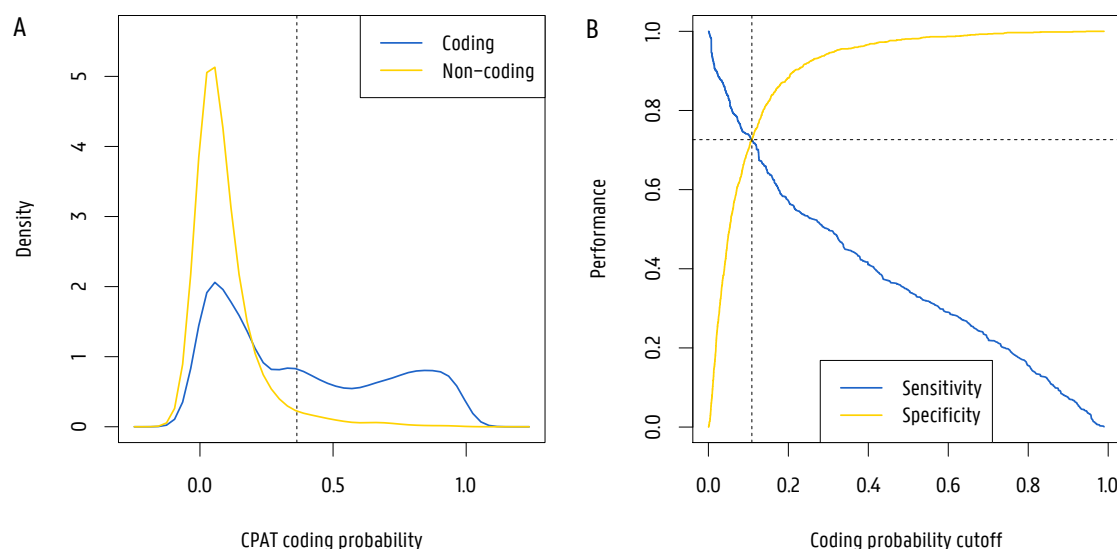 A
Coding
Non-coding
Density
0
1
2
3
4
5
0.0
0.5
1.0
CPAT coding probability
B
Performance
0.0
0.2
0.4
0.6
0.8
1.0
Sensitivity
Specificity
0.0
0.2
0.4
0.6
0.8
1.0
Coding probability cutoff